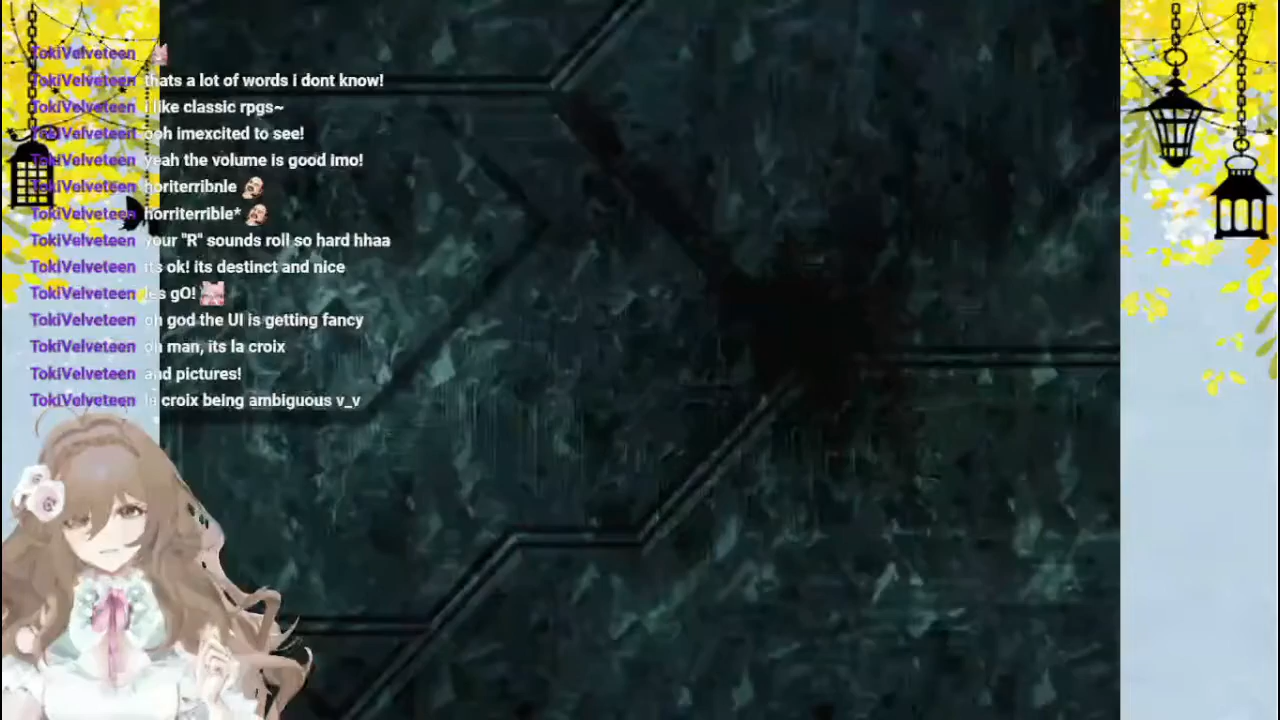 TokiVelveteen
TokiVelveteen thats a lot of words i dont know!
TokiVelveteen i like classic rpgs~
TokiVelveteen ooh imexcited to see!
TokiVelveteen yeah the volume is good imo!
TokiVelveteen horiterribnle
TokiVelveteen horriterrible*
TokiVelveteen your "R" sounds roll so hard hhaa
TokiVelveteen its ok! its destinct and nice
TokiVelveteen les gO!
TokiVelveteen oh god the UI is getting fancy
TokiVelveteen oh man, its la croix
TokiVelveteen and pictures!
TokiVelveteen la croix being ambiguous v_v